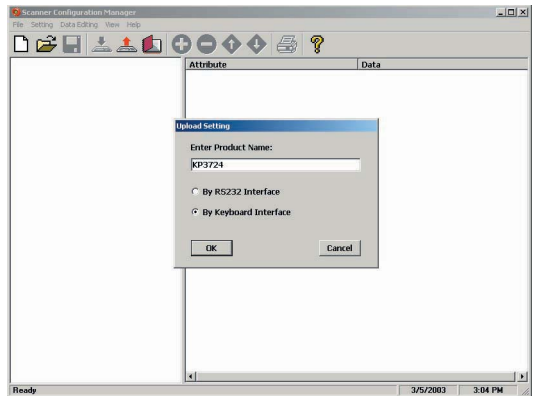 Scanner Configuration Manager
File Setting Data Editing View Help
Attribute Data
Upload Setting
Enter Product Name:
KP3724
By RS232 Interface
By Keyboard Interface
OK Cancel
Ready 3/5/2003 3:04 PM